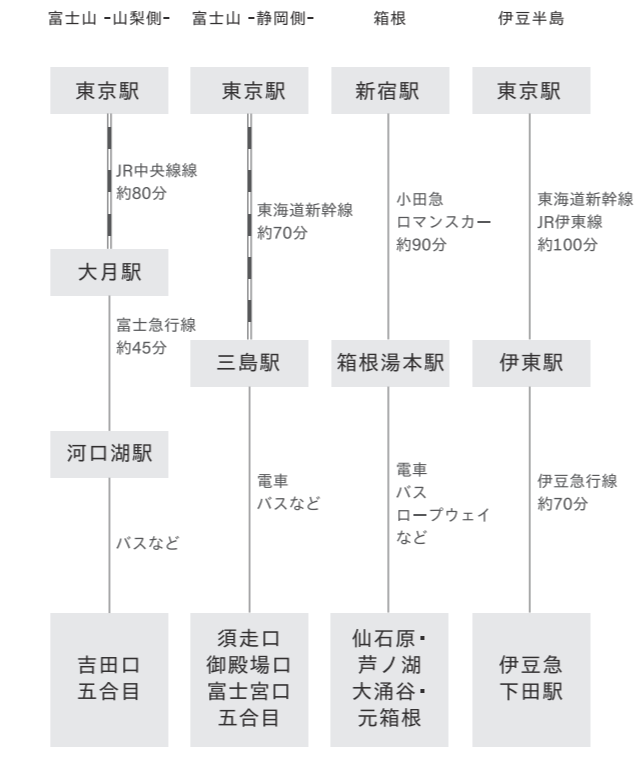 富士山 -山梨側-
東京駅
JR中央線線
約80分
大月駅
富士急行線
約45分
河口湖駅
バスなど
吉田口
五合目
富士山 -静岡側-
東京駅
東海道新幹線
約70分
三島駅
電車
バスなど
須走口
御殿場口
富士宮口
五合目
箱根
新宿駅
小田急
ロマンスカー
約90分
箱根湯本駅
電車
バス
ロープウェイ
など
仙石原・
芦ノ湖
大涌谷・
元箱根
伊豆半島
東京駅
東海道新幹線
JR伊東線
約100分
伊東駅
伊豆急行線
約70分
伊豆急
下田駅